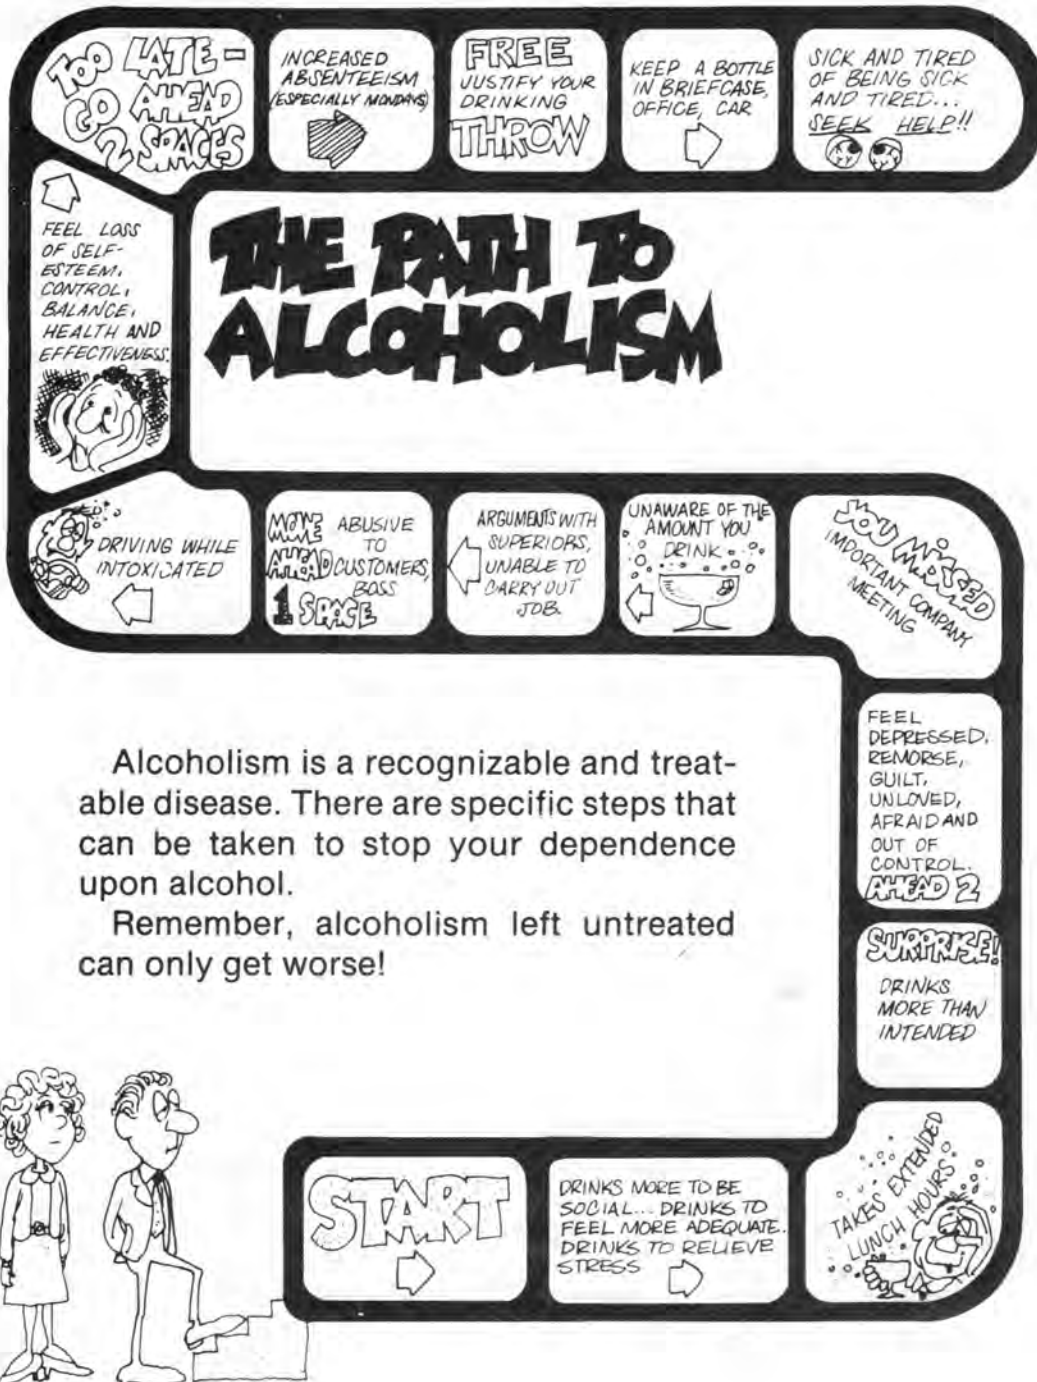 TOO LATE -
GO AHEAD
2 SPACES
INCREASED
ABSENTEEISM
(ESPECIALLY MONDAYS)
FREE
JUSTIFY YOUR
DRINKING
THROW
KEEP A BOTTLE
IN BRIEFCASE,
OFFICE, CAR
SICK AND TIRED
OF BEING SICK
AND TIRED...
SEEK HELP!!
FEEL LOSS
OF SELF-
ESTEEM,
CONTROL,
BALANCE,
HEALTH AND
EFFECTIVENESS.
THE PATH TO
ALCOHOLISM
DRIVING WHILE
INTOXICATED
MOVE
AHEAD
1 SPACE
ABUSIVE
TO
CUSTOMERS,
BOSS
ARGUMENTS WITH
SUPERIORS,
UNABLE TO
CARRY OUT
JOB.
UNAWARE OF THE
AMOUNT YOU
DRINK...
YOU MISSED
IMPORTANT COMPANY
MEETING
FEEL
DEPRESSED,
REMORSE,
GUILT,
UNLOVED,
AFRAID AND
OUT OF
CONTROL.
AHEAD 2
SURPRISE!
DRINKS
MORE THAN
INTENDED
Alcoholism is a recognizable and treat-
able disease. There are specific steps that
can be taken to stop your dependence
upon alcohol.
Remember, alcoholism left untreated
can only get worse!
START
DRINKS MORE TO BE
SOCIAL... DRINKS TO
FEEL MORE ADEQUATE..
DRINKS TO RELIEVE
STRESS
TAKES EXTENDED
LUNCH HOURS